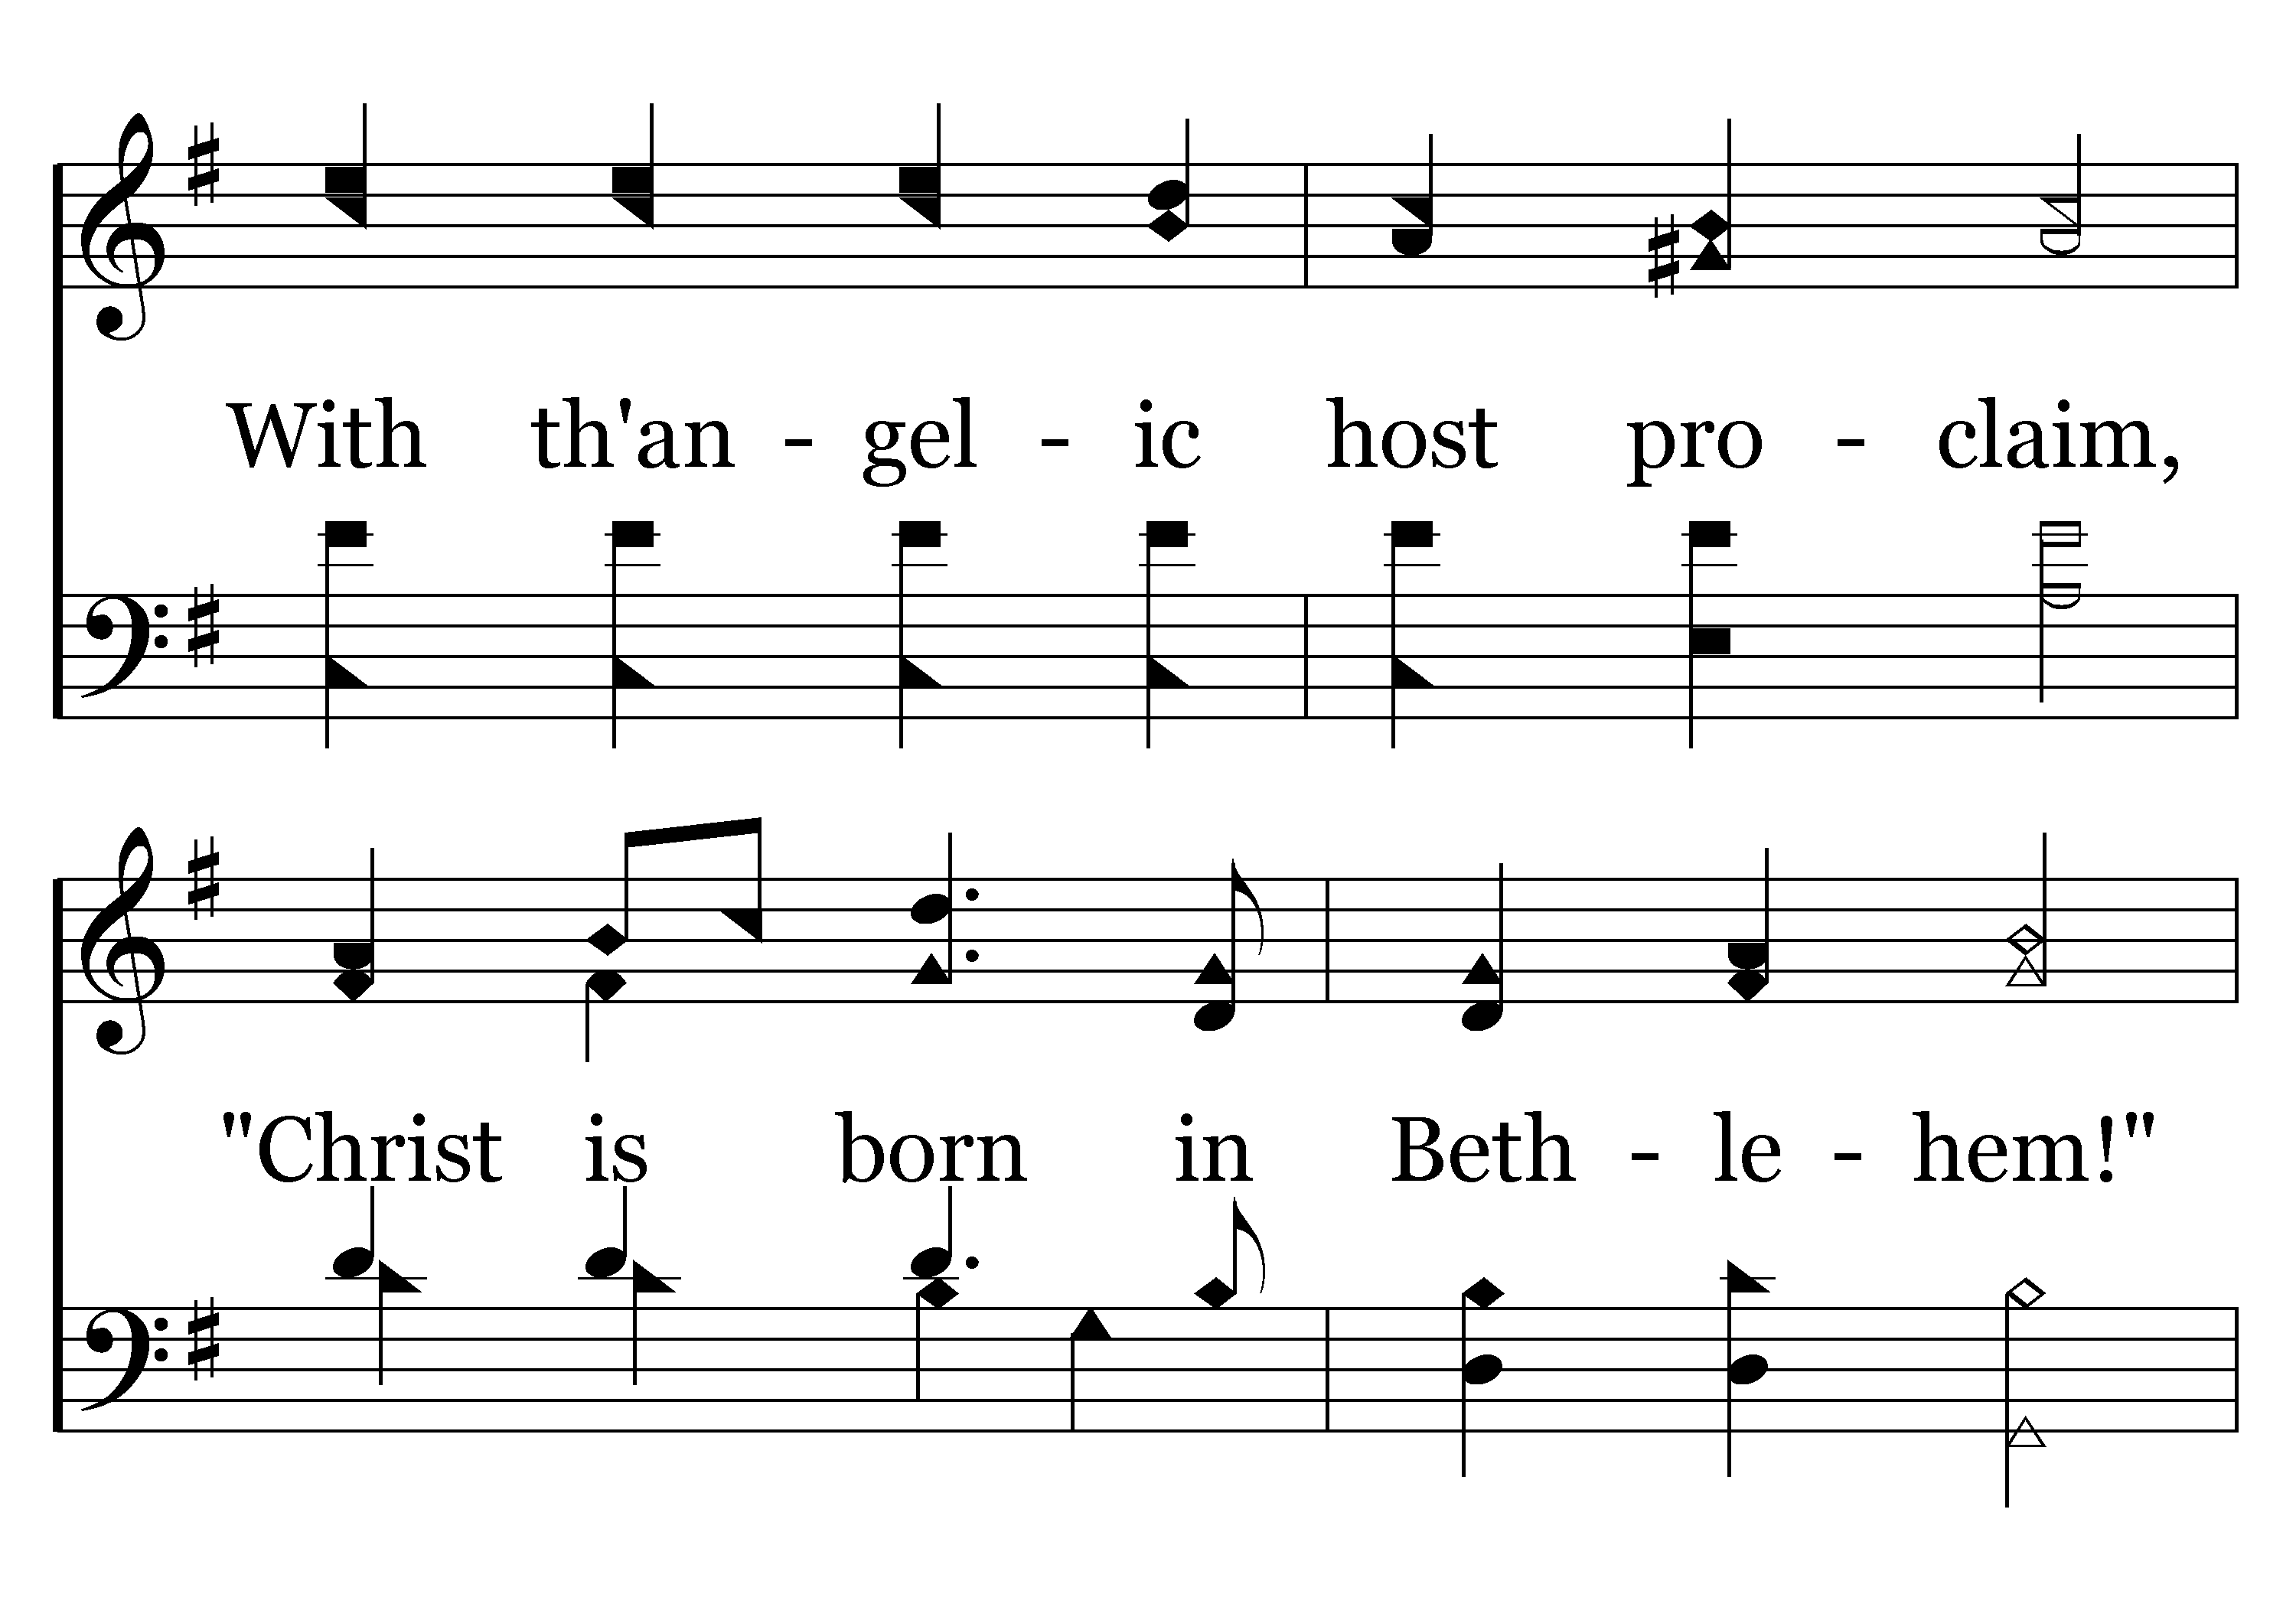 With th'an - gel - ic host pro - claim,
"Christ is born in Beth - le - hem!"